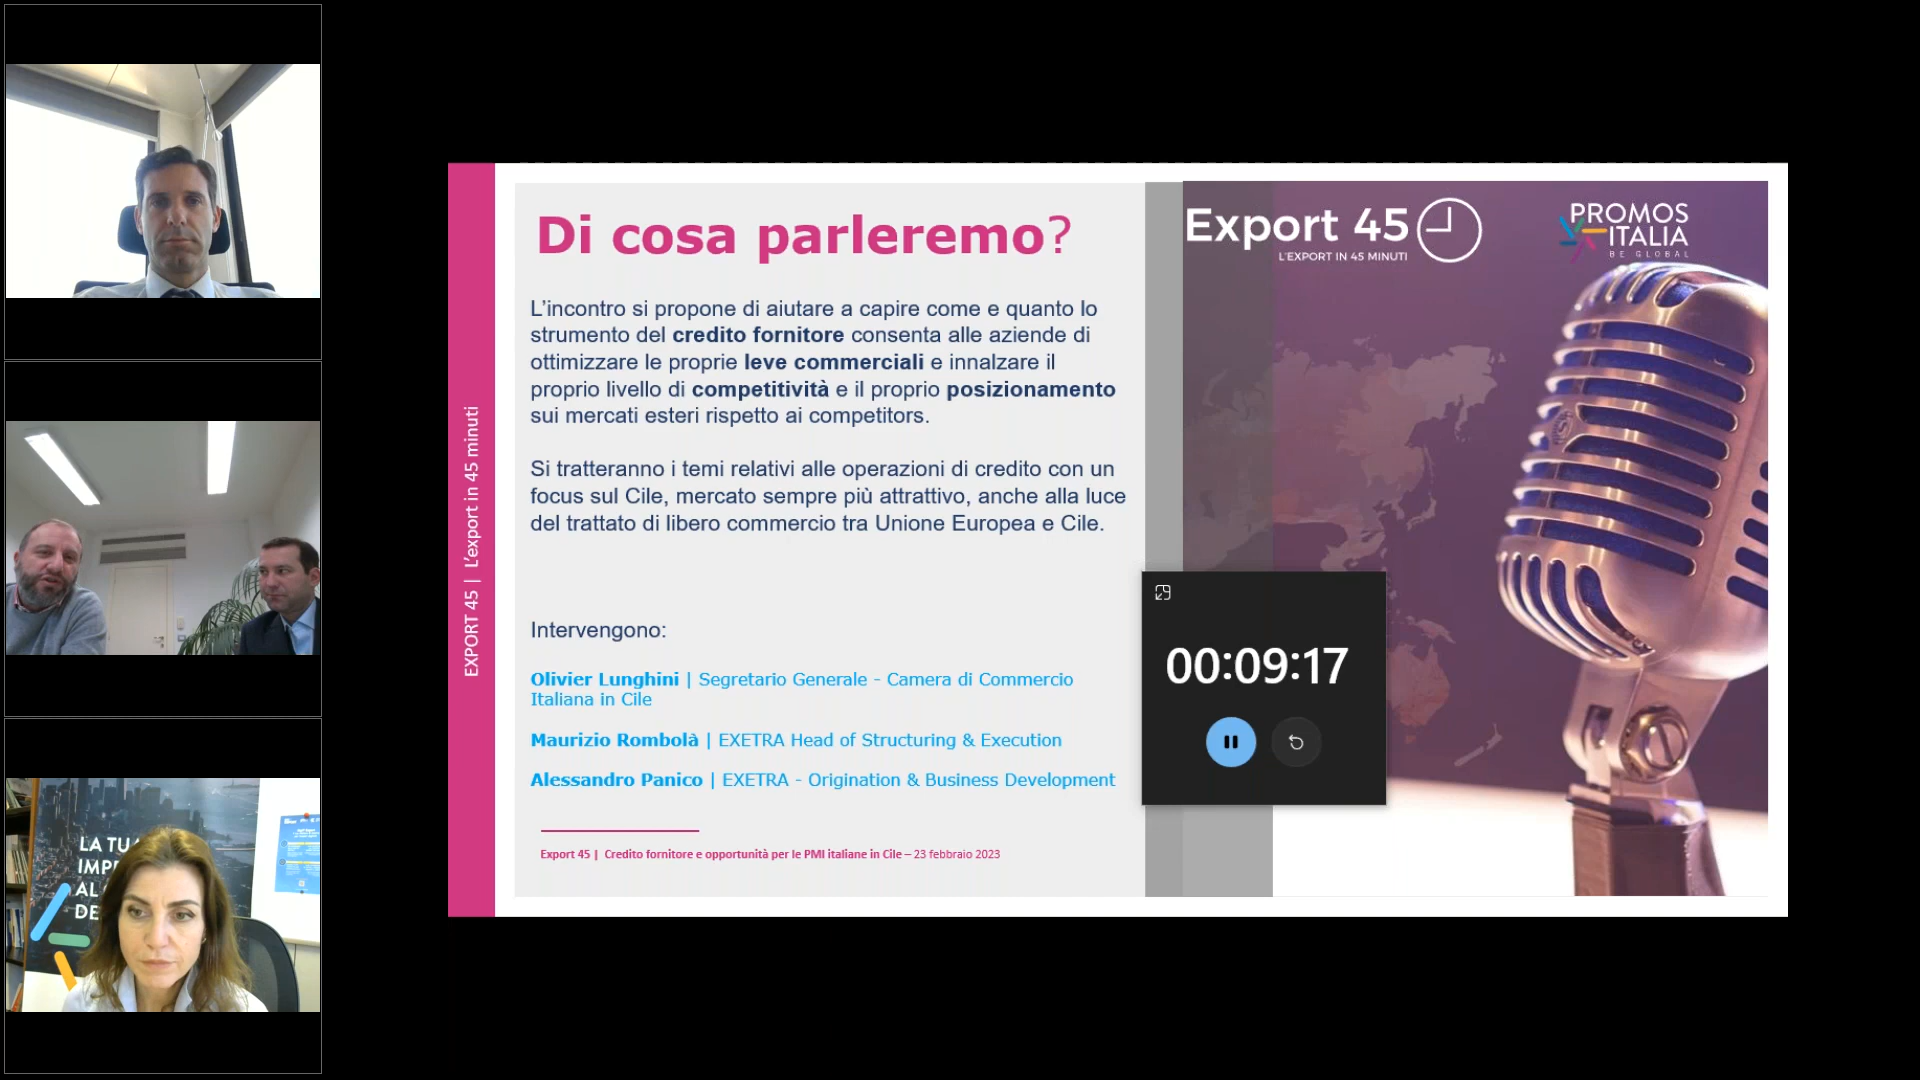 Di cosa parleremo?
L'incontro si propone di aiutare a capire come e quanto lo
strumento del credito fornitore consenta alle aziende di
ottimizzare le proprie leve commerciali e innalzare il
proprio livello di competitività e il proprio posizionamento
sui mercati esteri rispetto ai competitors.
Si tratteranno i temi relativi alle operazioni di credito con un
focus sul Cile, mercato sempre più attrattivo, anche alla luce
del trattato di libero commercio tra Unione Europea e Cile.
Intervengono:
Olivier Lunghini | Segretario Generale - Camera di Commercio
Italiana in Cile
Maurizio Rombolà | EXETRA Head of Structuring & Execution
Alessandro Panico | EXETRA - Origination & Business Development
Export 45 | Credito fornitore e opportunità per le PMI italiane in Cile – 23 febbraio 2023
EXPORT 45 | L'export in 45 minuti
Export 45
L'EXPORT IN 45 MINUTI
PROMOS
ITALIA
BE GLOBAL
00:09:17
LA TU
IMP
AL
DE